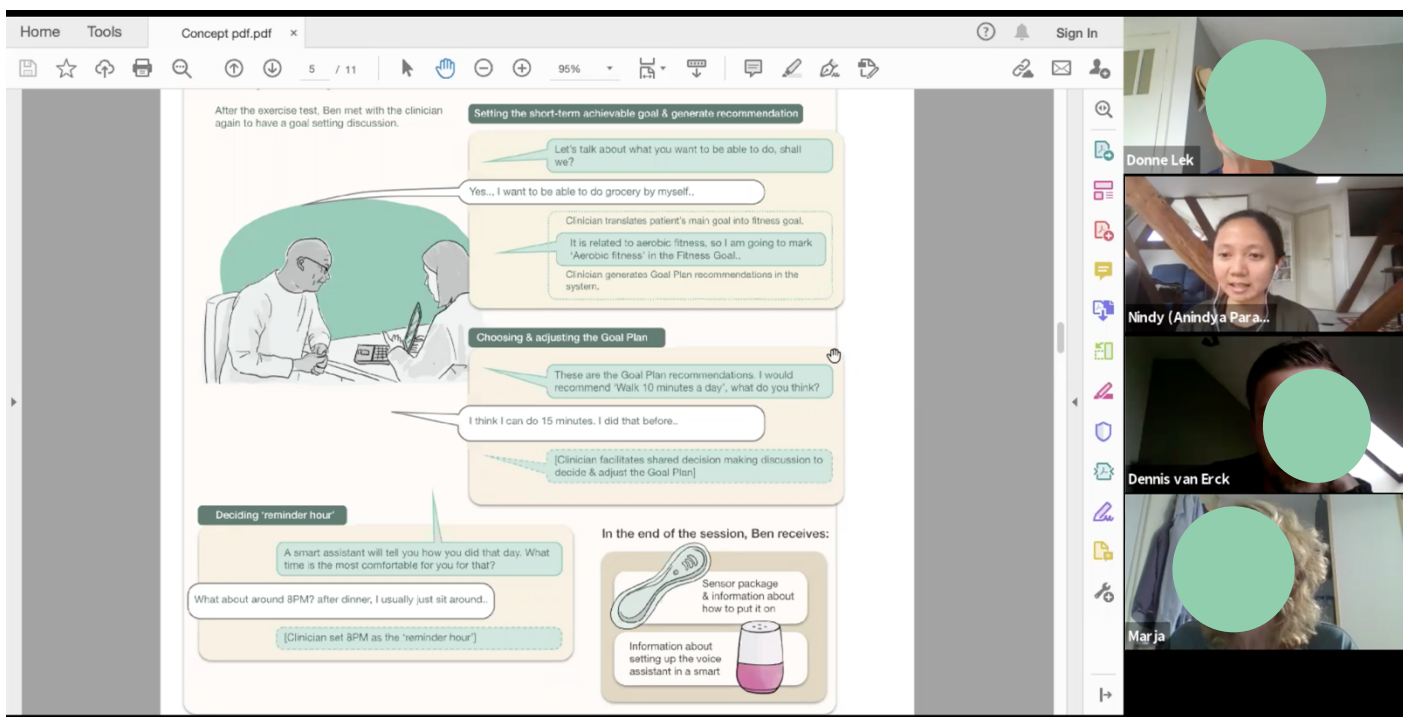 Home
Tools
Concept pdf.pdf ×
Sign In
5 / 11
95%
After the exercise test, Ben met with the clinician
again to have a goal setting discussion.
Setting the short-term achievable goal & generate recommendation
Let's talk about what you want to be able to do, shall
we?
Yes.., I want to be able to do grocery by myself..
Clinician translates patient's main goal into fitness goal.
It is related to aerobic fitness, so I am going to mark
'Aerobic fitness' in the Fitness Goal..
Clinician generates Goal Plan recommendations in the
system.
Choosing & adjusting the Goal Plan
These are the Goal Plan recommendations. I would
recommend 'Walk 10 minutes a day', what do you think?
I think I can do 15 minutes. I did that before..
[Clinician facilitates shared decision making discussion to
decide & adjust the Goal Plan]
Deciding 'reminder hour'
A smart assistant will tell you how you did that day. What
time is the most comfortable for you for that?
What about around 8PM? after dinner, I usually just sit around..
[Clinician set 8PM as the 'reminder hour']
In the end of the session, Ben receives:
Sensor package
& information about
how to put it on
Information about
setting up the voice
assistant in a smart
Donne Lek
Nindy (Anindya Para...
Dennis van Erck
Marja